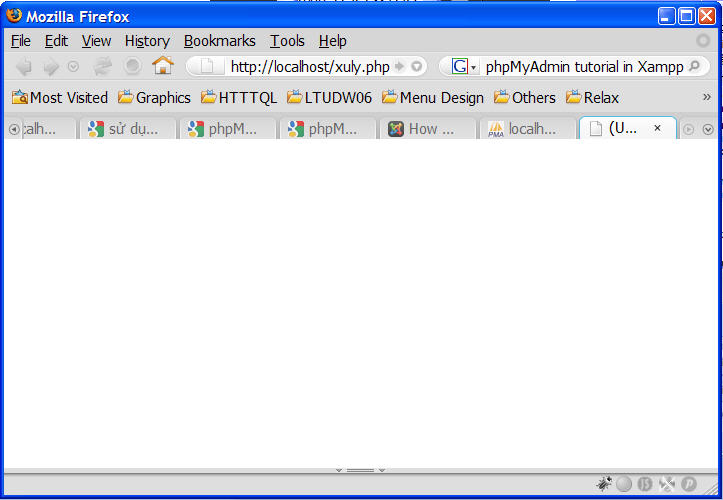 Mozilla Firefox
File Edit View History Bookmarks Tools Help
http://localhost/xuly.php phpMyAdmin tutorial in Xampp
Most Visited Graphics HTTTQL LTUDW06 Menu Design Others Relax »
calh... sử dụ... phpM... phpM... How ... PMA localh... (U... ×